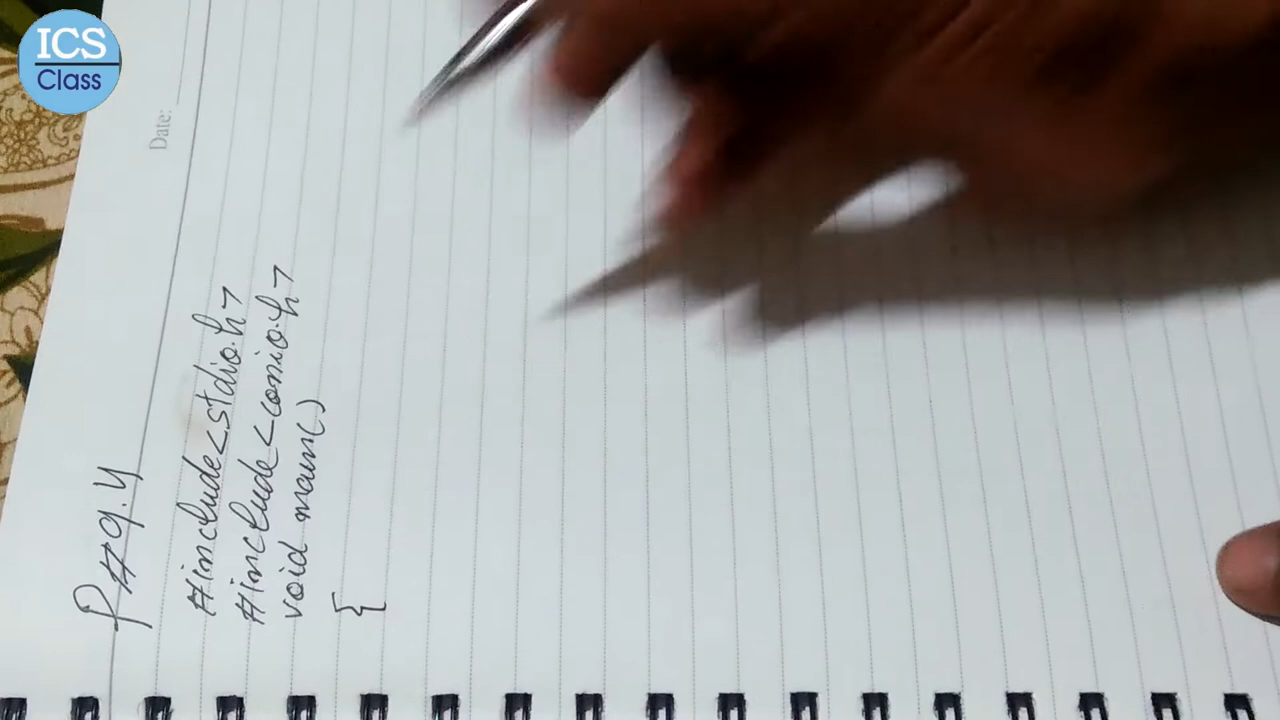 ICS
Class
Date:
P #9.4
#include<stdio.h>
#include<conio.h>
void main()
{